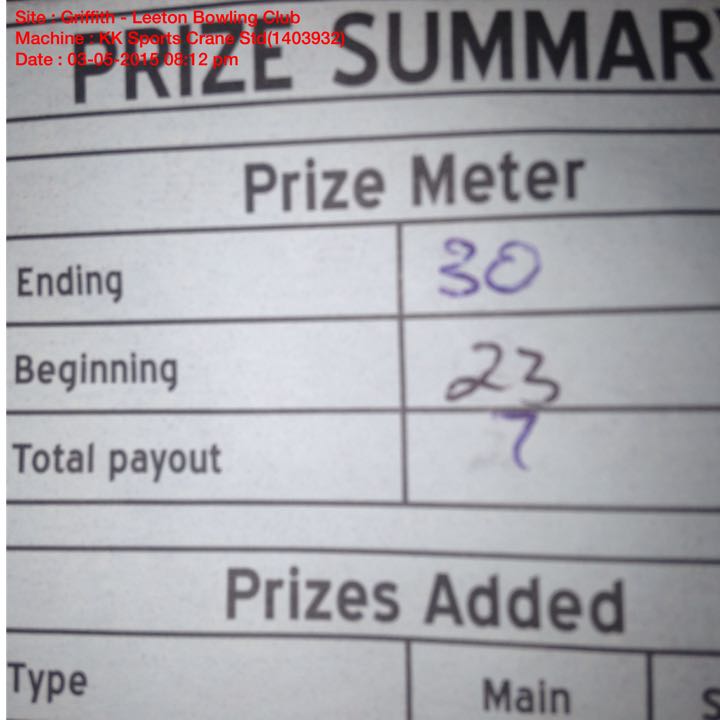 Site : Griffith - Leeton Bowling Club
Machine : KK Sports Crane Std(1403932)
Date : 03-05-2015 08:12 pm
PRIZE SUMMAR
Prize Meter
Ending 30
Beginning 23
Total payout 7
Prizes Added
Type Main S